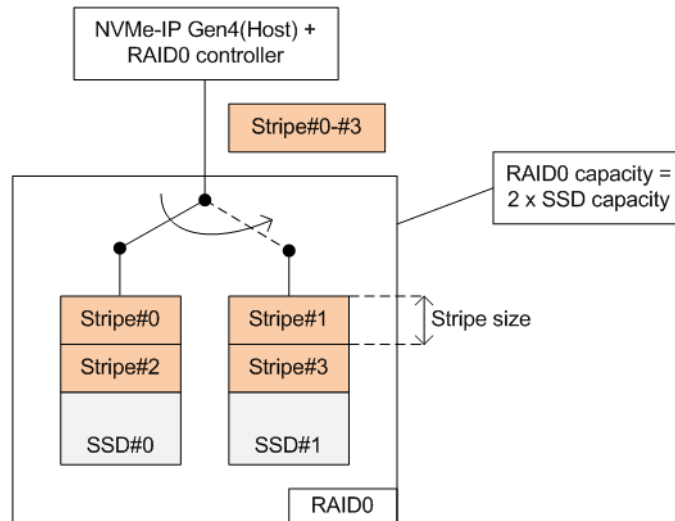 NVMe-IP Gen4(Host) +
RAID0 controller
Stripe#0-#3
RAID0 capacity =
2 x SSD capacity
Stripe#0
Stripe#1
Stripe size
Stripe#2
Stripe#3
SSD#0
SSD#1
RAID0